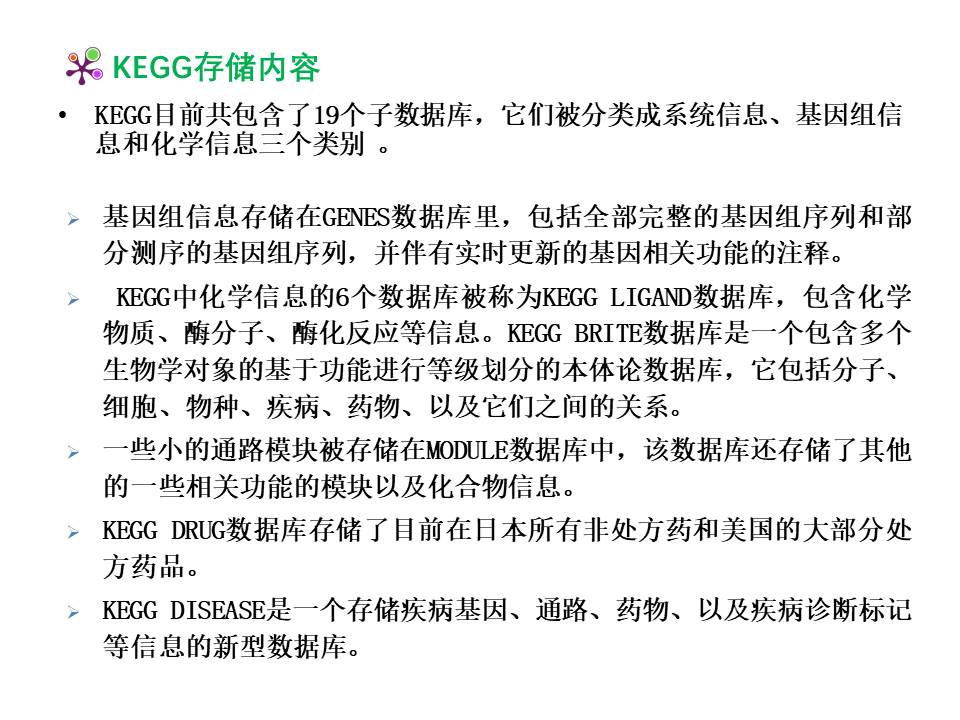 KEGG存储内容
• KEGG目前共包含了19个子数据库，它们被分类成系统信息、基因组信
息和化学信息三个类别 。
基因组信息存储在GENES数据库里，包括全部完整的基因组序列和部
分测序的基因组序列，并伴有实时更新的基因相关功能的注释。
KEGG中化学信息的6个数据库被称为KEGG LIGAND数据库，包含化学
物质、酶分子、酶化反应等信息。KEGG BRITE数据库是一个包含多个
生物学对象的基于功能进行等级划分的本体论数据库，它包括分子、
细胞、物种、疾病、药物、以及它们之间的关系。
一些小的通路模块被存储在MODULE数据库中，该数据库还存储了其他
的一些相关功能的模块以及化合物信息。
KEGG DRUG数据库存储了目前在日本所有非处方药和美国的大部分处
方药品。
KEGG DISEASE是一个存储疾病基因、通路、药物、以及疾病诊断标记
等信息的新型数据库。